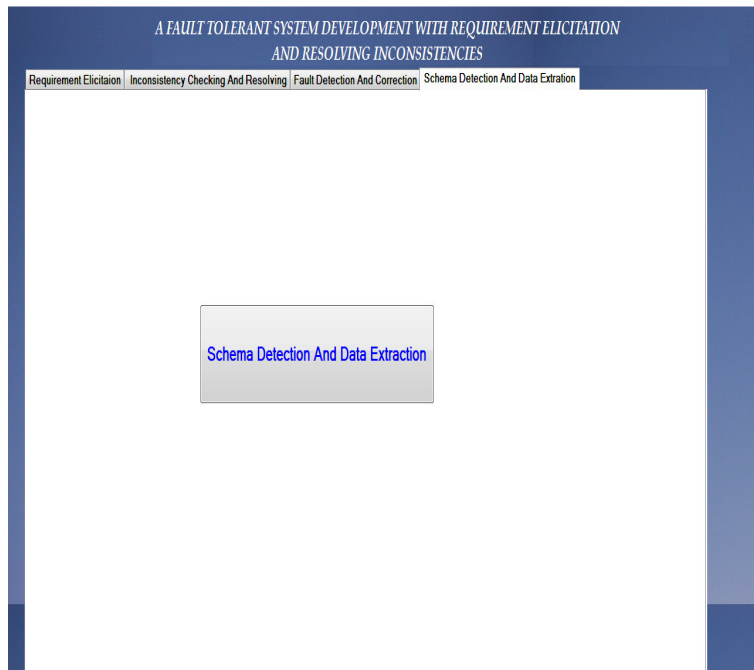 A FAULT TOLERANT SYSTEM DEVELOPMENT WITH REQUIREMENT ELICITATION
AND RESOLVING INCONSISTENCIES
Requirement Elicitaion Inconsistency Checking And Resolving Fault Detection And Correction Schema Detection And Data Extration
Schema Detection And Data Extraction